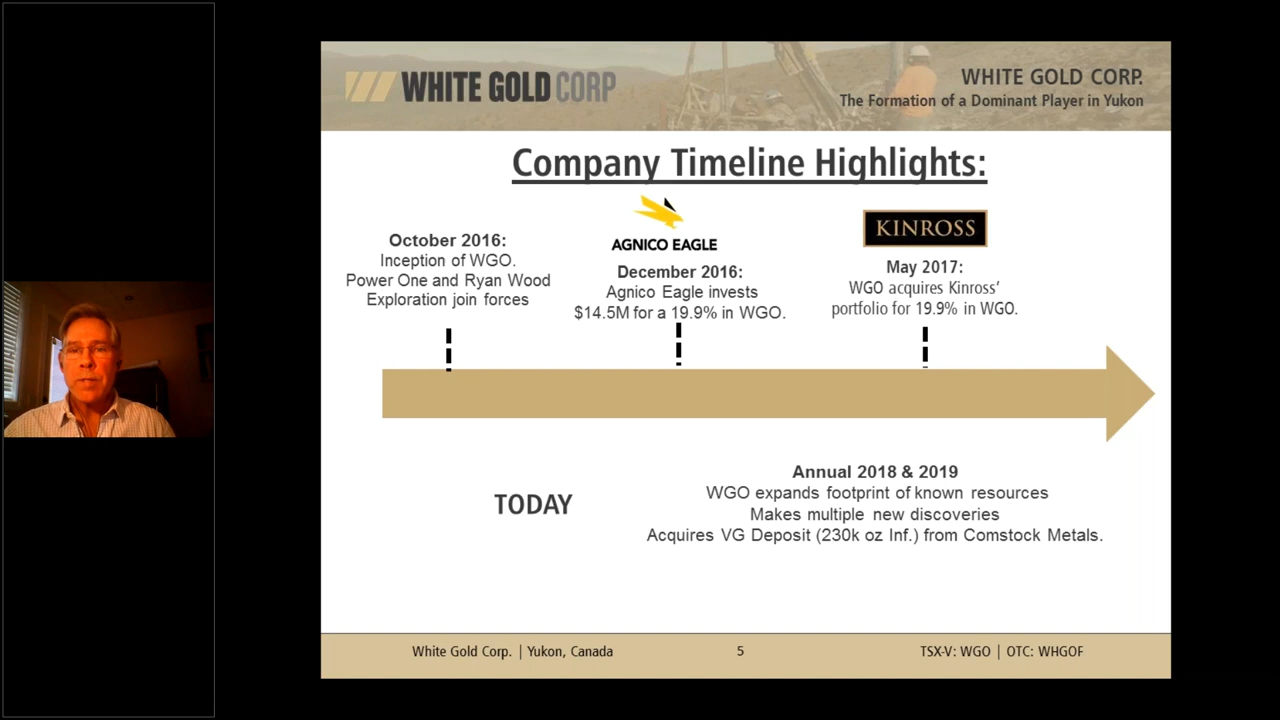 WHITE GOLD CORP
WHITE GOLD CORP.
The Formation of a Dominant Player in Yukon
Company Timeline Highlights:
October 2016:
Inception of WGO.
Power One and Ryan Wood
Exploration join forces
AGNICO EAGLE
December 2016:
Agnico Eagle invests
$14.5M for a 19.9% in WGO.
KINROSS
May 2017:
WGO acquires Kinross'
portfolio for 19.9% in WGO.
TODAY
Annual 2018 & 2019
WGO expands footprint of known resources
Makes multiple new discoveries
Acquires VG Deposit (230k oz Inf.) from Comstock Metals.
White Gold Corp. | Yukon, Canada
5
TSX-V: WGO | OTC: WHGOF